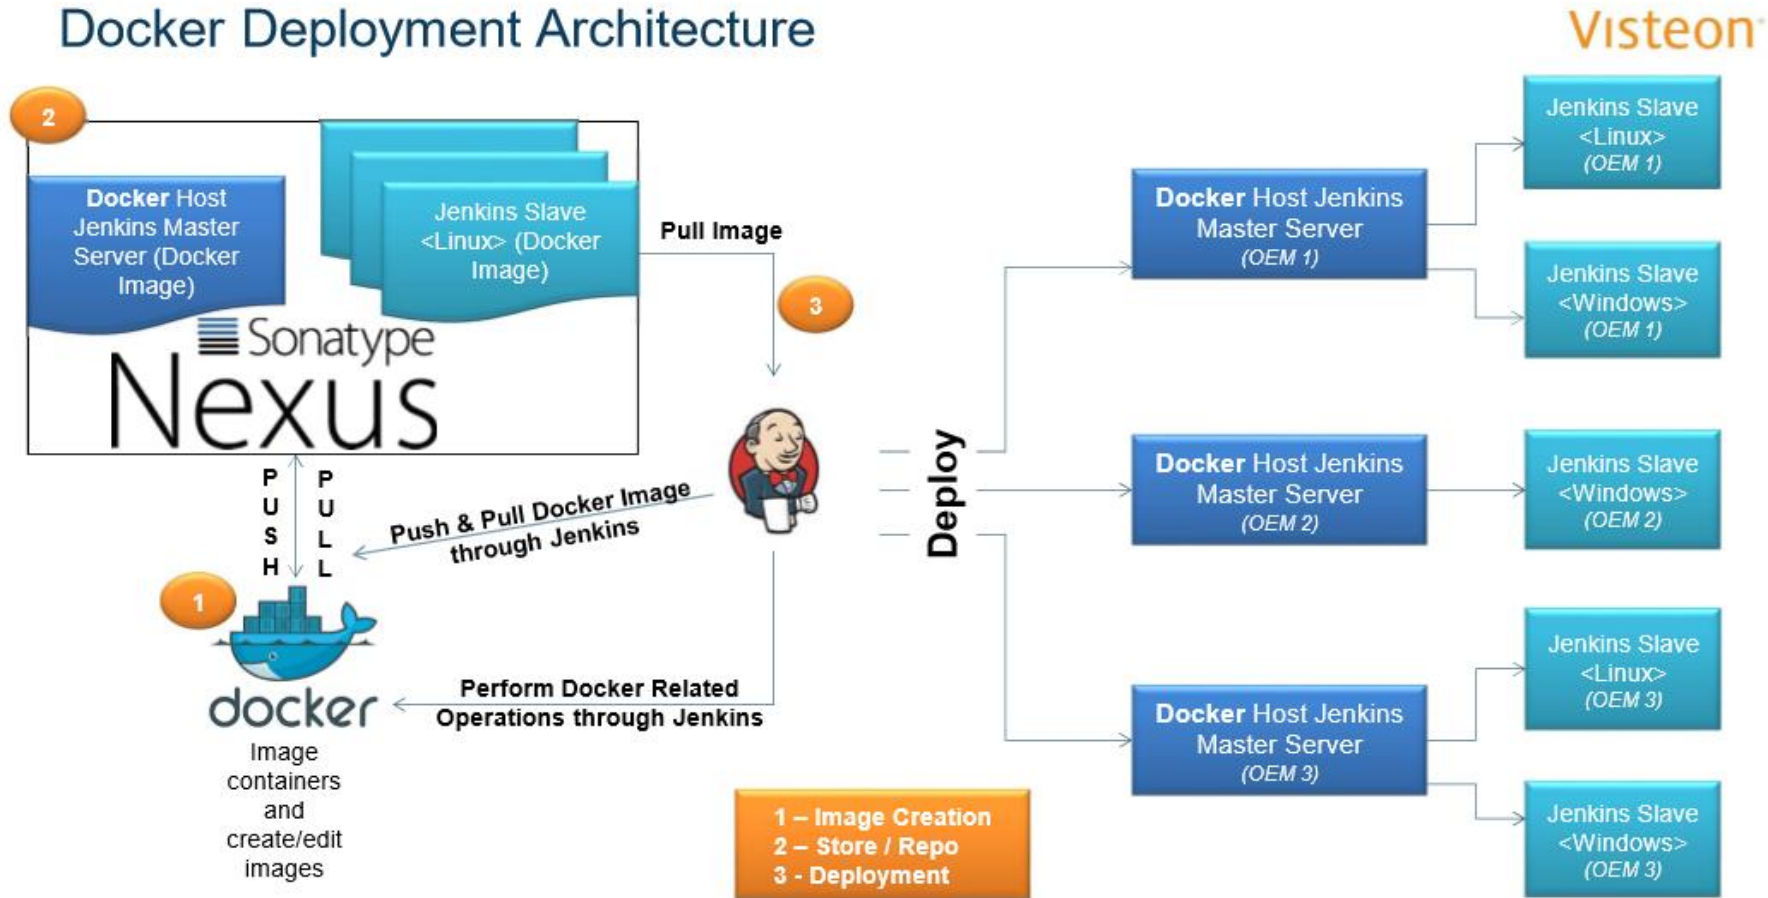 Docker Deployment Architecture
Visteon
2
Docker Host
Jenkins Master
Server (Docker
Image)
Jenkins Slave
<Linux> (Docker
Image)
Sonatype
Nexus
Pull Image
3
PUSH
PULL
Push & Pull Docker Image
through Jenkins
1
docker
Image
containers
and
create/edit
images
Perform Docker Related
Operations through Jenkins
Deploy
Docker Host Jenkins
Master Server
(OEM 1)
Jenkins Slave
<Linux>
(OEM 1)
Jenkins Slave
<Windows>
(OEM 1)
Docker Host Jenkins
Master Server
(OEM 2)
Jenkins Slave
<Windows>
(OEM 2)
Docker Host Jenkins
Master Server
(OEM 3)
Jenkins Slave
<Linux>
(OEM 3)
Jenkins Slave
<Windows>
(OEM 3)
1 – Image Creation
2 – Store / Repo
3 - Deployment